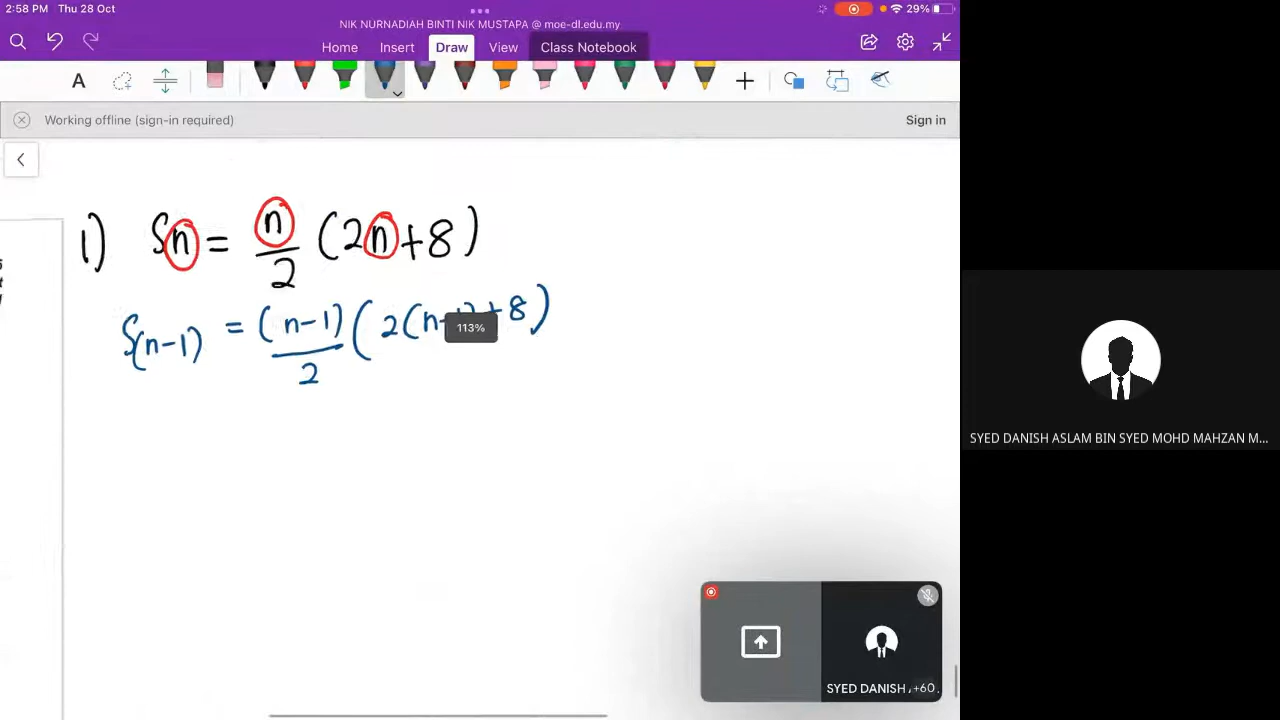 2:58 PM Thu 28 Oct
29%
NIK NURNADIAH BINTI NIK MUSTAPA @ moe-dl.edu.my
Home Insert Draw View Class Notebook
A
Working offline (sign-in required) Sign in
1) Sn = n/2 (2n+8)
S(n-1) = (n-1)/2 (2(n-1)+8)
113%
SYED DANISH ASLAM BIN SYED MOHD MAHZAN M...
SYED DANISH +60